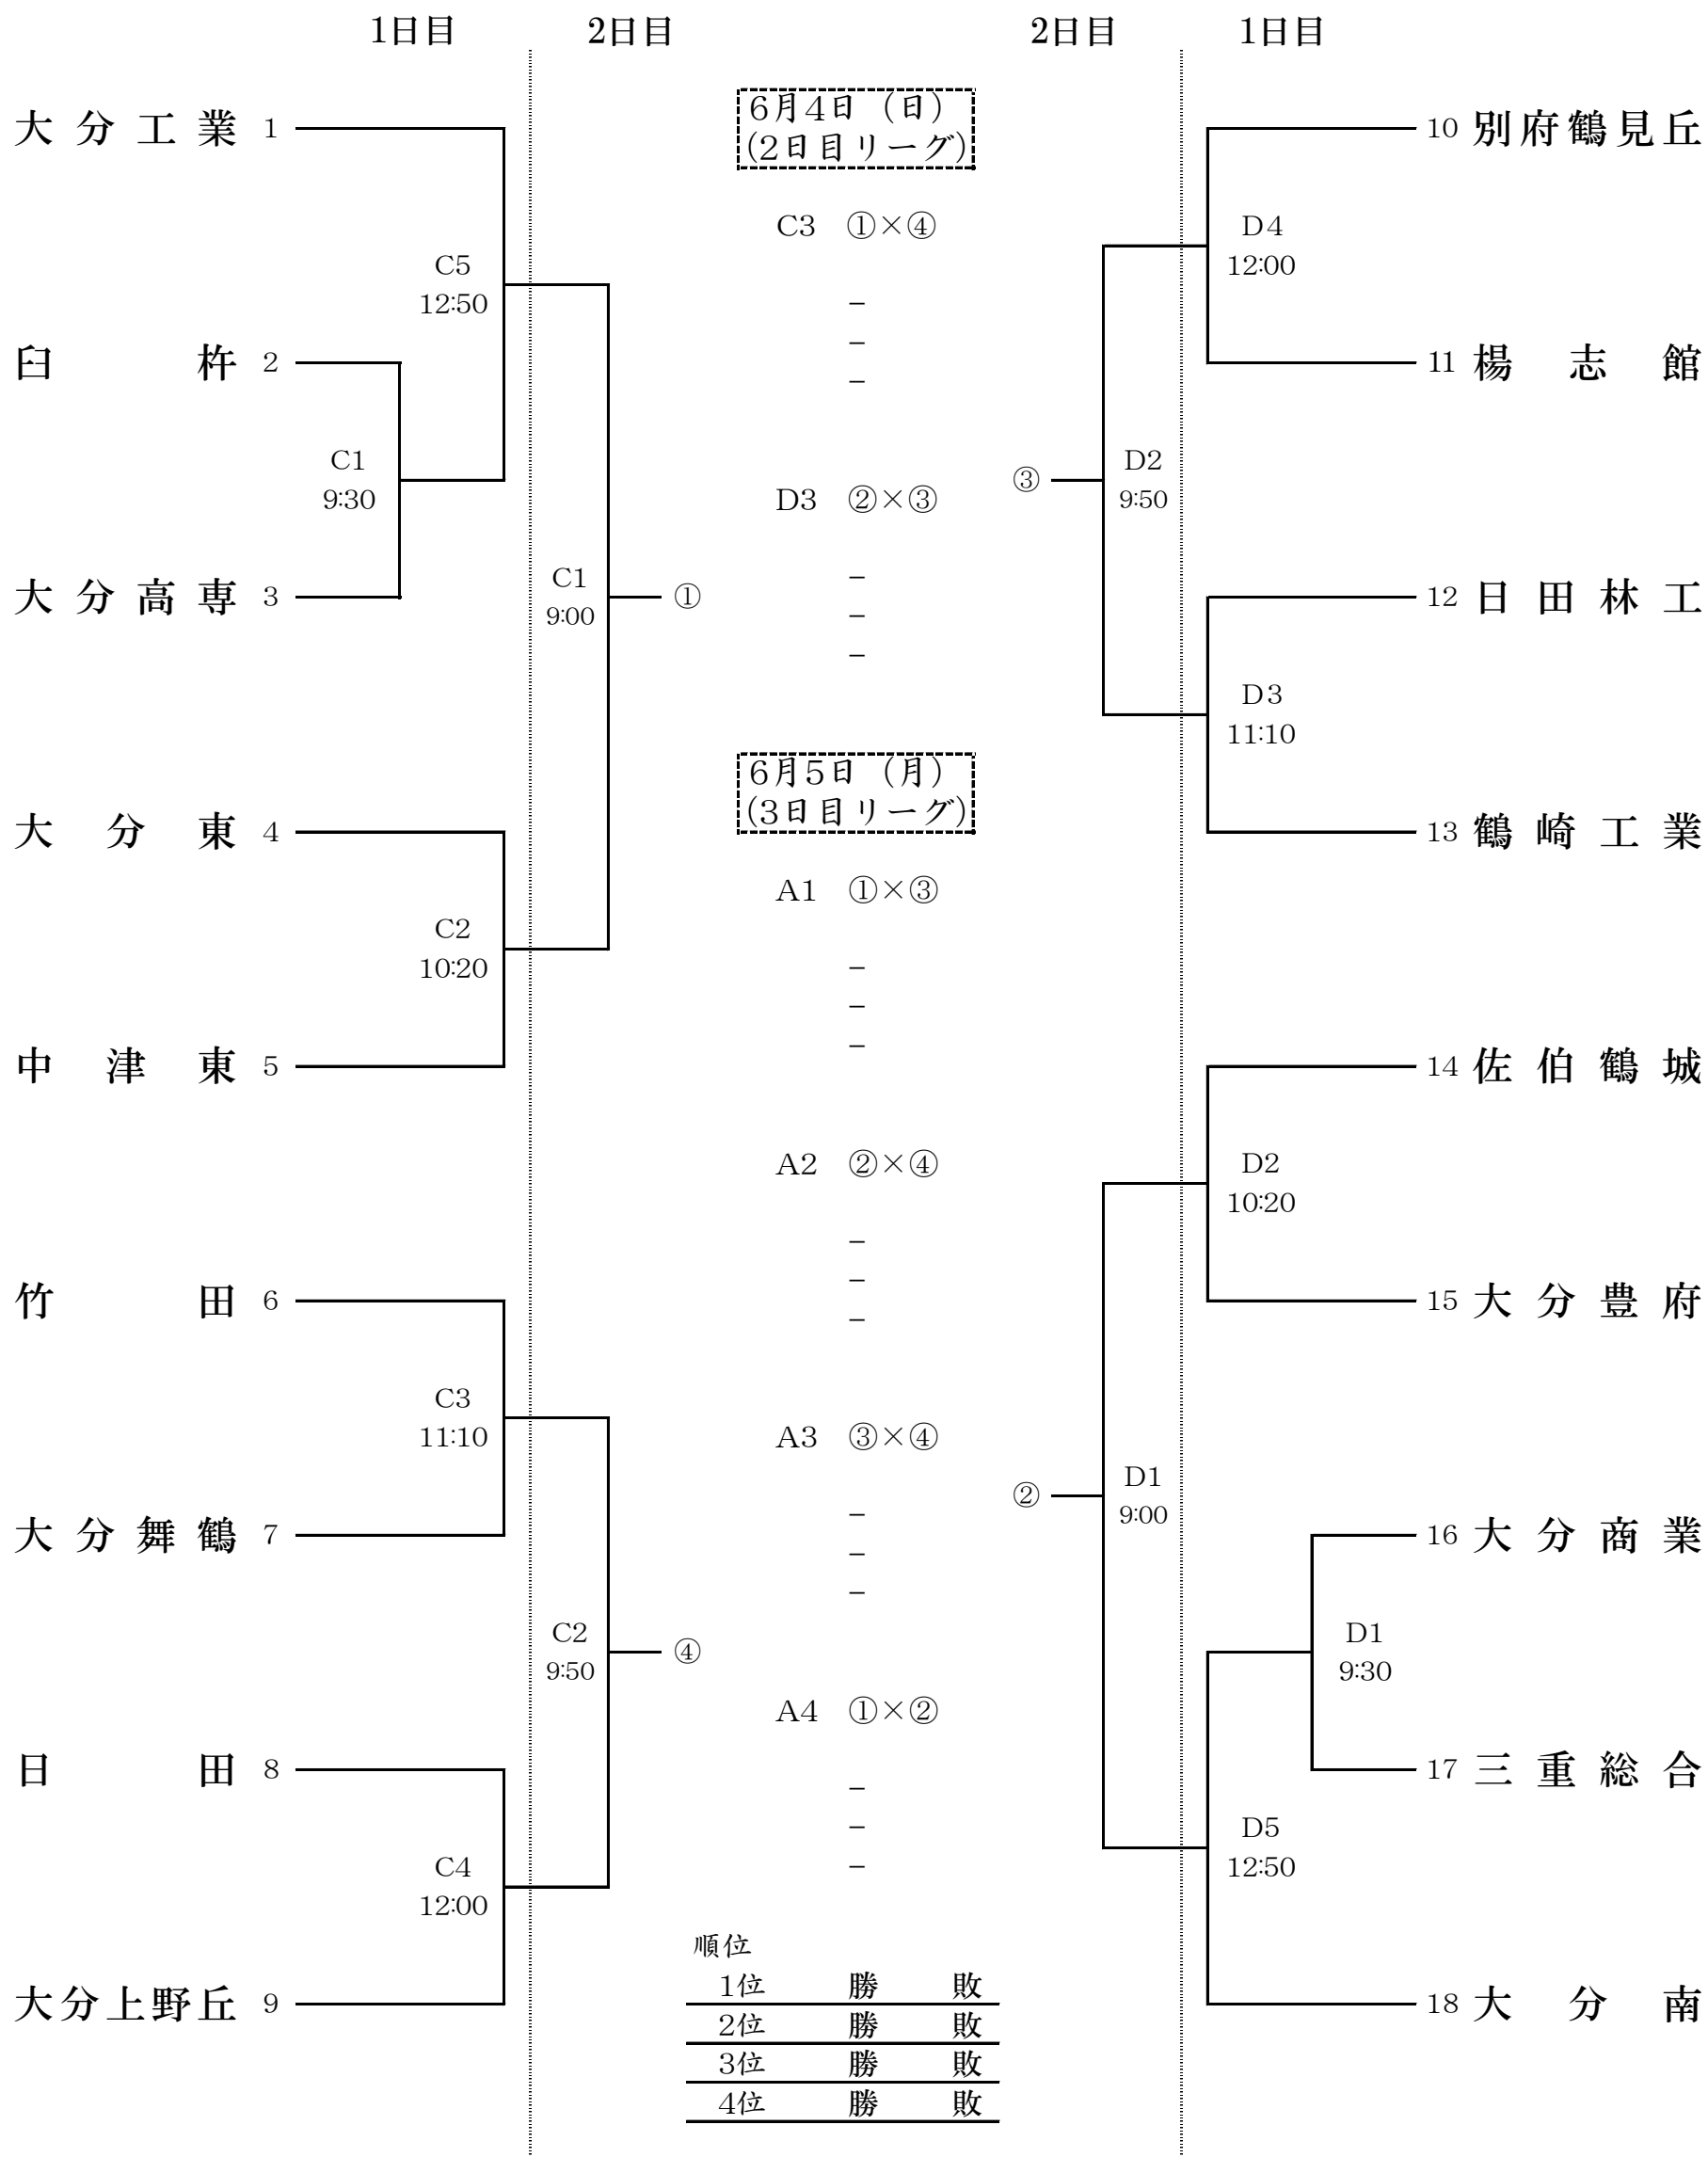 1日目 2日目 2日目 1日目
6月4日（日）
(2日目リーグ)
大分工業 1
10 別府鶴見丘
C3 ①×④
D4
12:00
C5
12:50
－
－
－
臼杵 2
11 楊志館
C1
9:30
D3 ②×③
③
D2
9:50
大分高専 3
C1
9:00
①
－
－
－
12 日田林工
D3
11:10
6月5日（月）
(3日目リーグ)
大分東 4
13 鶴崎工業
A1 ①×③
C2
10:20
－
－
－
中津東 5
14 佐伯鶴城
A2 ②×④
D2
10:20
－
－
－
竹田 6
15 大分豊府
C3
11:10
A3 ③×④
②
D1
9:00
－
－
－
大分舞鶴 7
16 大分商業
C2
9:50
④
D1
9:30
A4 ①×②
－
－
－
日田 8
17 三重総合
C4
12:00
D5
12:50
順位
1位 勝 敗
2位 勝 敗
3位 勝 敗
4位 勝 敗
大分上野丘 9
18 大分南